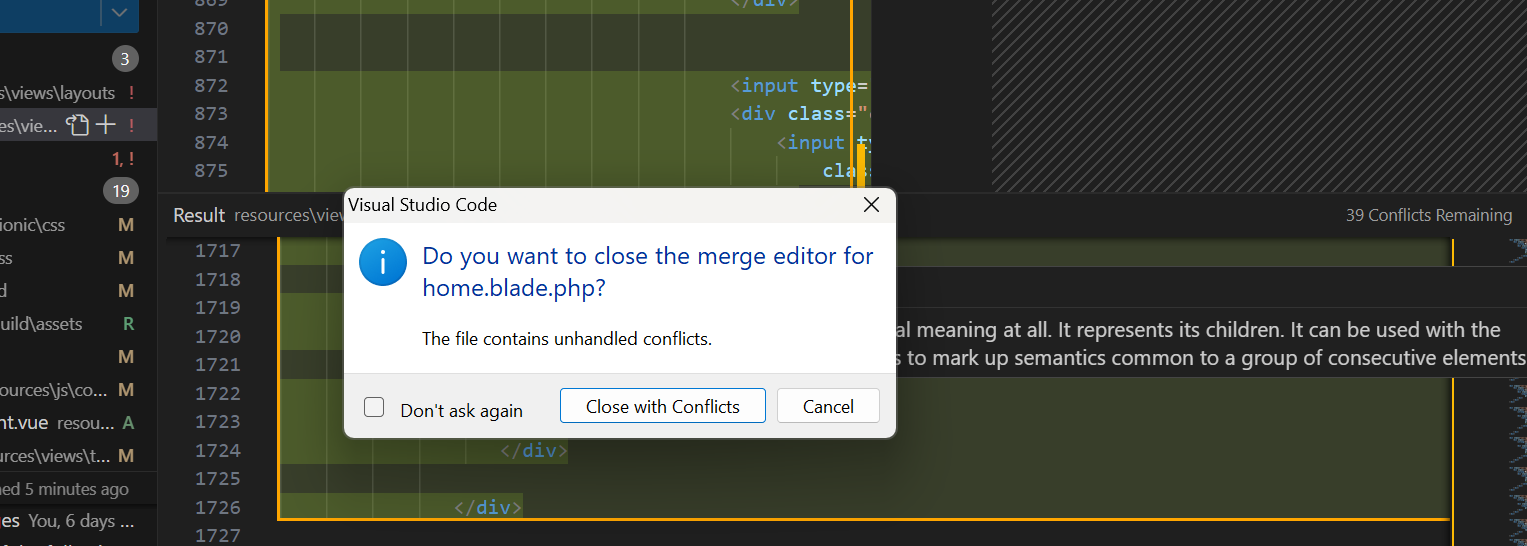 869 </div>
870
871
872 <input type=
873 <div class="
874 <input ty
875 clas
3
s\views\layouts !
es\vie... !
1, !
19
ionic\css M
ss M
d M
uild\assets R
M
ources\js\co... M
nt.vue resou... A
urces\views\t... M
ned 5 minutes ago
es You, 6 days ...
Result resources\view
39 Conflicts Remaining
1717
1718
1719
1720
1721
1722
1723
1724 </div>
1725
1726 </div>
1727
al meaning at all. It represents its children. It can be used with the
s to mark up semantics common to a group of consecutive elements
Visual Studio Code
Do you want to close the merge editor for
home.blade.php?
The file contains unhandled conflicts.
Don't ask again
Close with Conflicts
Cancel